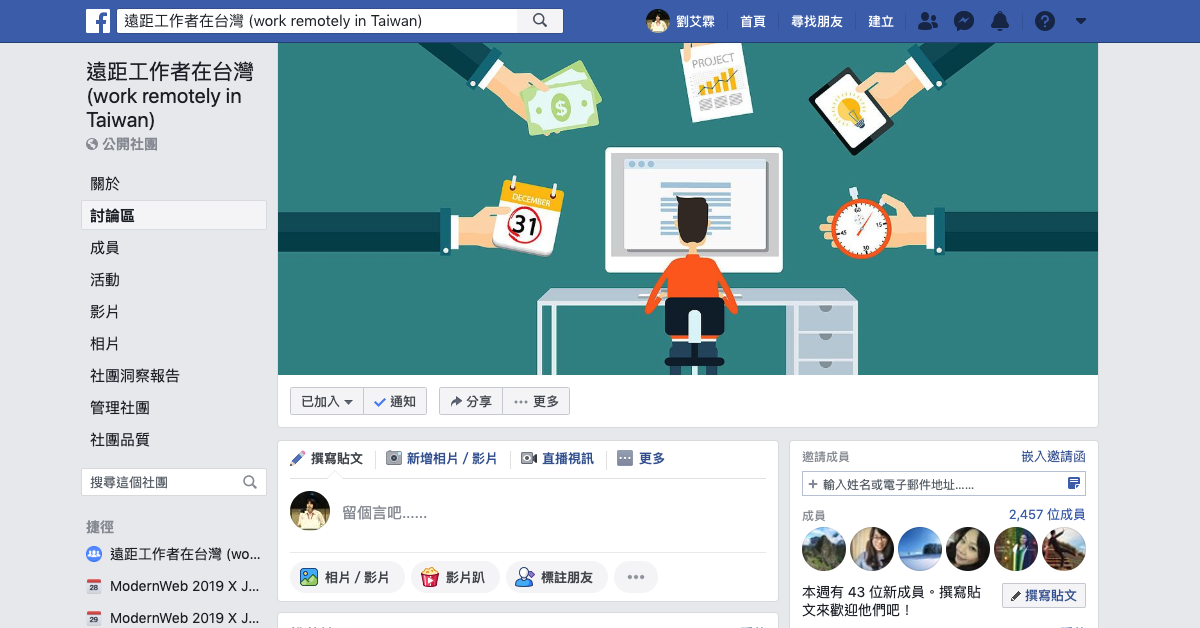 遠距工作者在台灣 (work remotely in Taiwan)
劉艾霖 首頁 尋找朋友 建立
遠距工作者在台灣
(work remotely in
Taiwan)
公開社團
關於
討論區
成員
活動
影片
相片
社團洞察報告
管理社團
社團品質
搜尋這個社團
捷徑
遠距工作者在台灣 (wo...
28 ModernWeb 2019 X J...
29 ModernWeb 2019 X J...
PROJECT
$
DECEMBER
31
60
15
30
45
已加入 通知 分享 更多
撰寫貼文 新增相片 / 影片 直播視訊 更多
留個言吧......
相片 / 影片 影片趴 標註朋友
邀請成員 嵌入邀請函
+ 輸入姓名或電子郵件地址......
成員 2,457 位成員
本週有 43 位新成員。撰寫貼
文來歡迎他們吧！
撰寫貼文